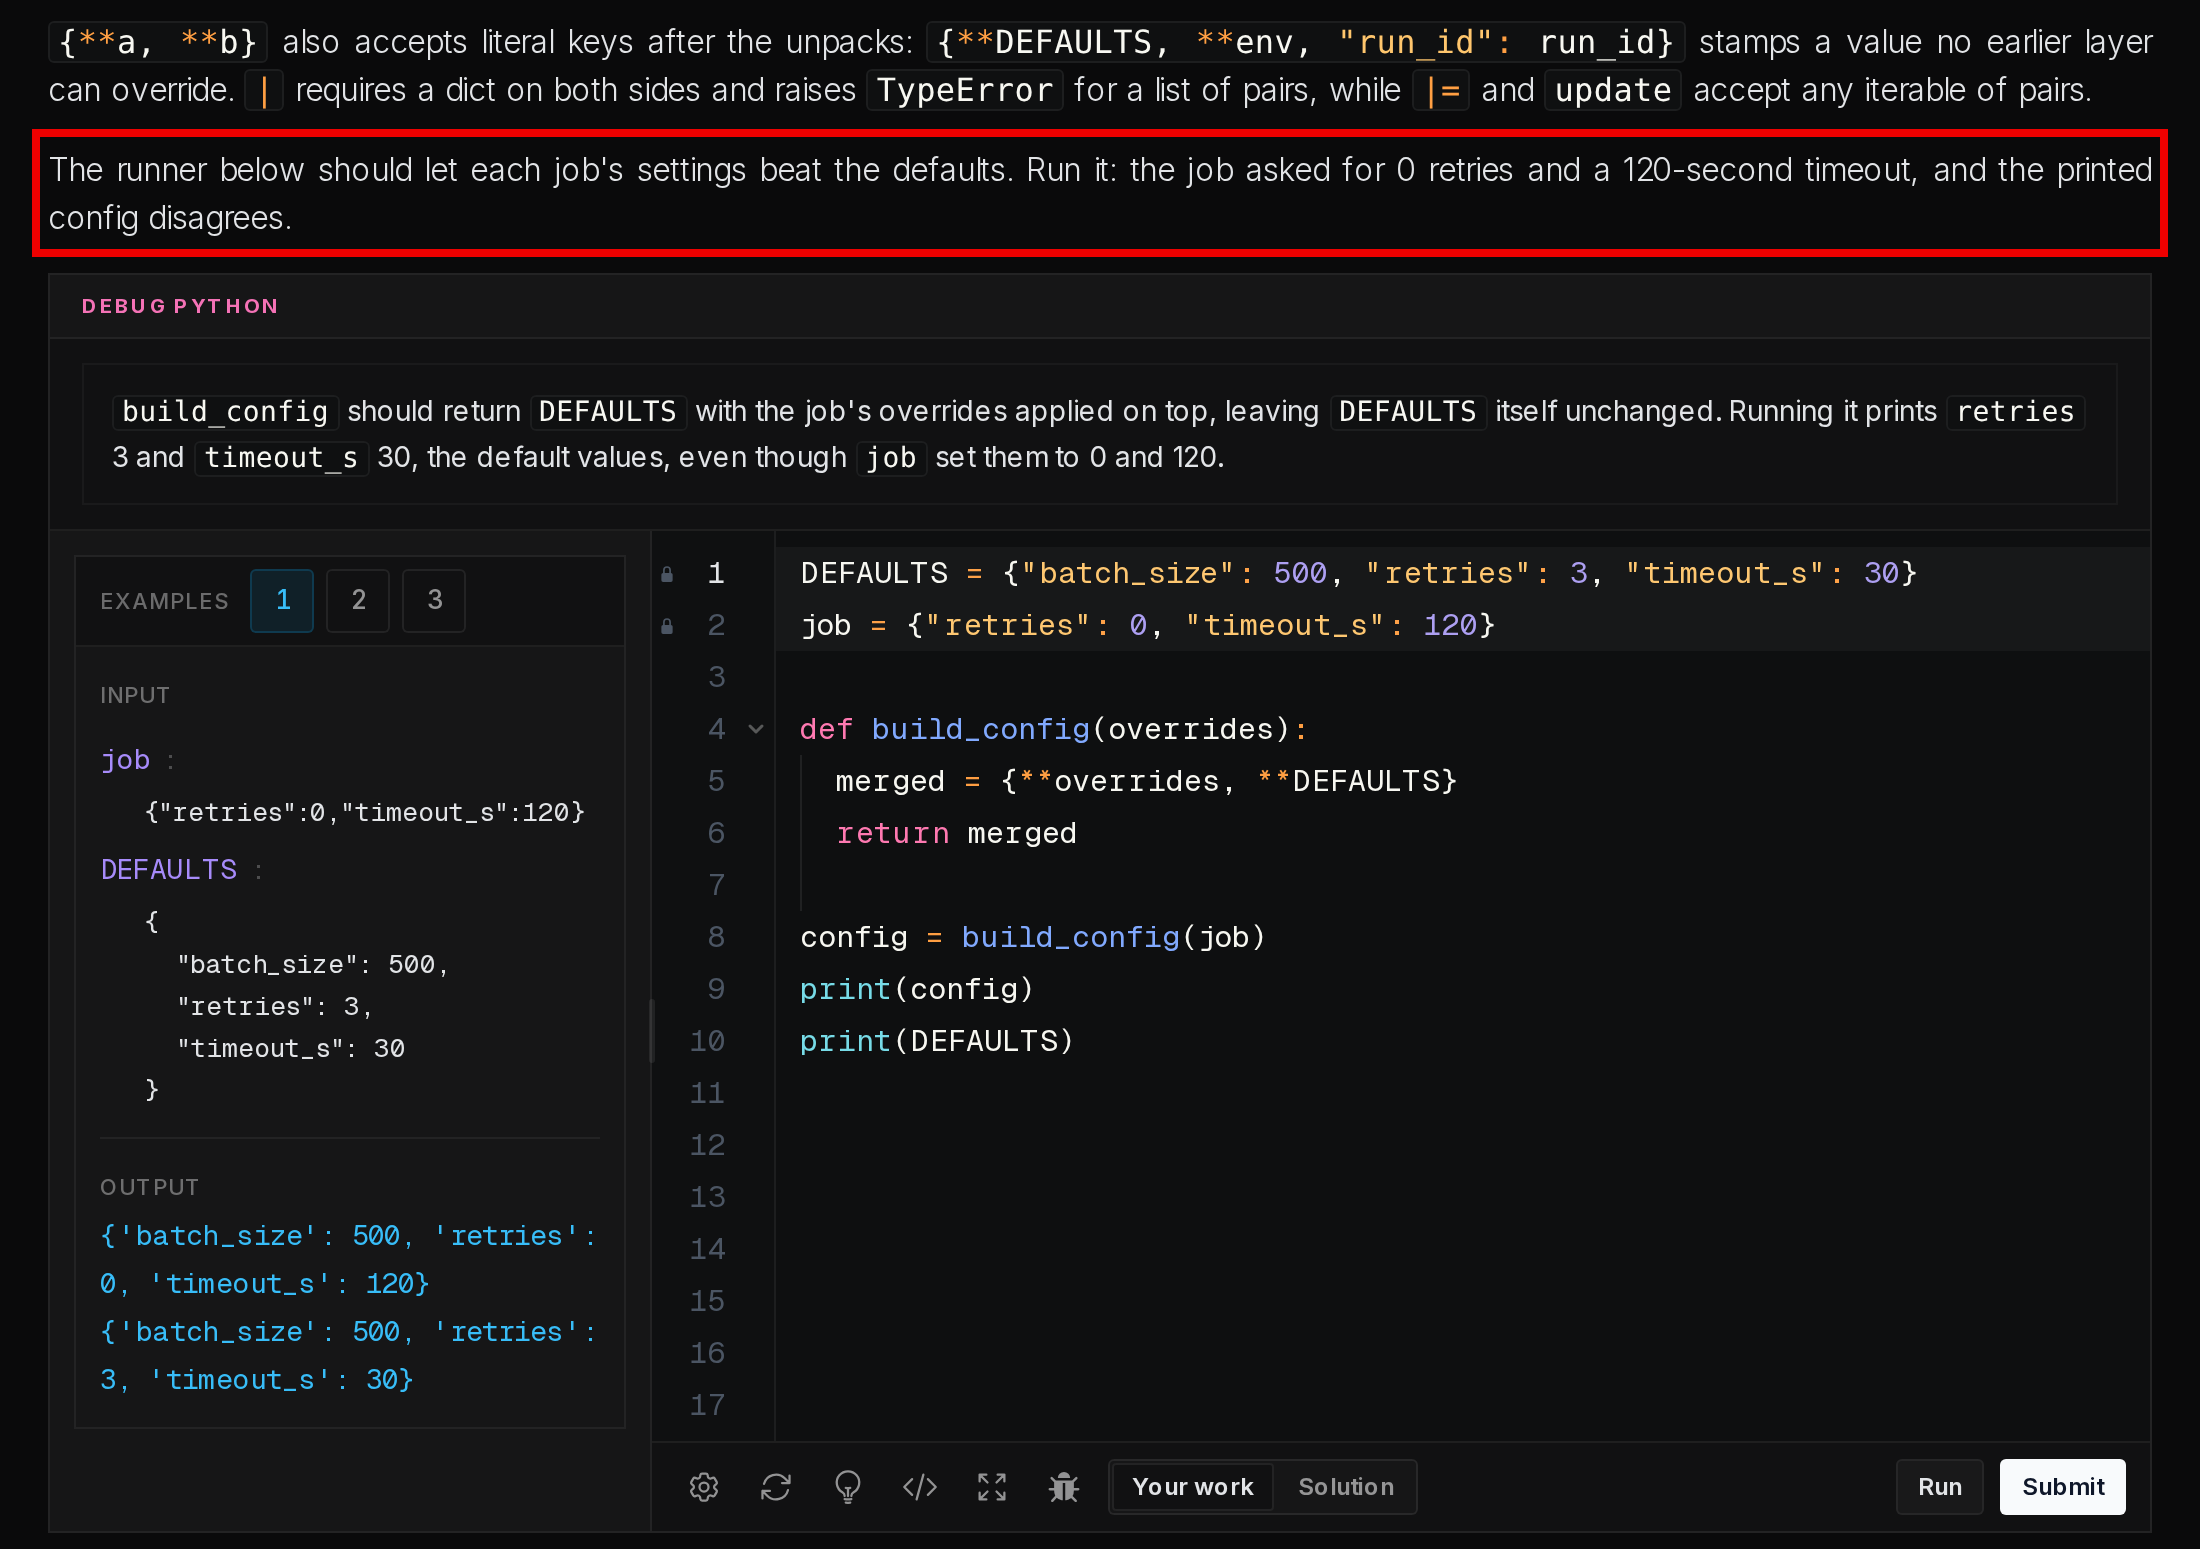 {**a, **b} also accepts literal keys after the unpacks: {**DEFAULTS, **env, "run_id": run_id} stamps a value no earlier layer
can override. | requires a dict on both sides and raises TypeError for a list of pairs, while |= and update accept any iterable of pairs.
The runner below should let each job's settings beat the defaults. Run it: the job asked for 0 retries and a 120-second timeout, and the printed
config disagrees.
DEBUG PYTHON
build_config should return DEFAULTS with the job's overrides applied on top, leaving DEFAULTS itself unchanged. Running it prints retries
3 and timeout_s 30, the default values, even though job set them to 0 and 120.
EXAMPLES 1 2 3
INPUT
job :
{"retries":0,"timeout_s":120}
DEFAULTS :
{
"batch_size": 500,
"retries": 3,
"timeout_s": 30
}
OUTPUT
{'batch_size': 500, 'retries':
0, 'timeout_s': 120}
{'batch_size': 500, 'retries':
3, 'timeout_s': 30}
1 DEFAULTS = {"batch_size": 500, "retries": 3, "timeout_s": 30}
2 job = {"retries": 0, "timeout_s": 120}
3
4 def build_config(overrides):
5 merged = {**overrides, **DEFAULTS}
6 return merged
7
8 config = build_config(job)
9 print(config)
10 print(DEFAULTS)
11
12
13
14
15
16
17
Your work Solution Run Submit